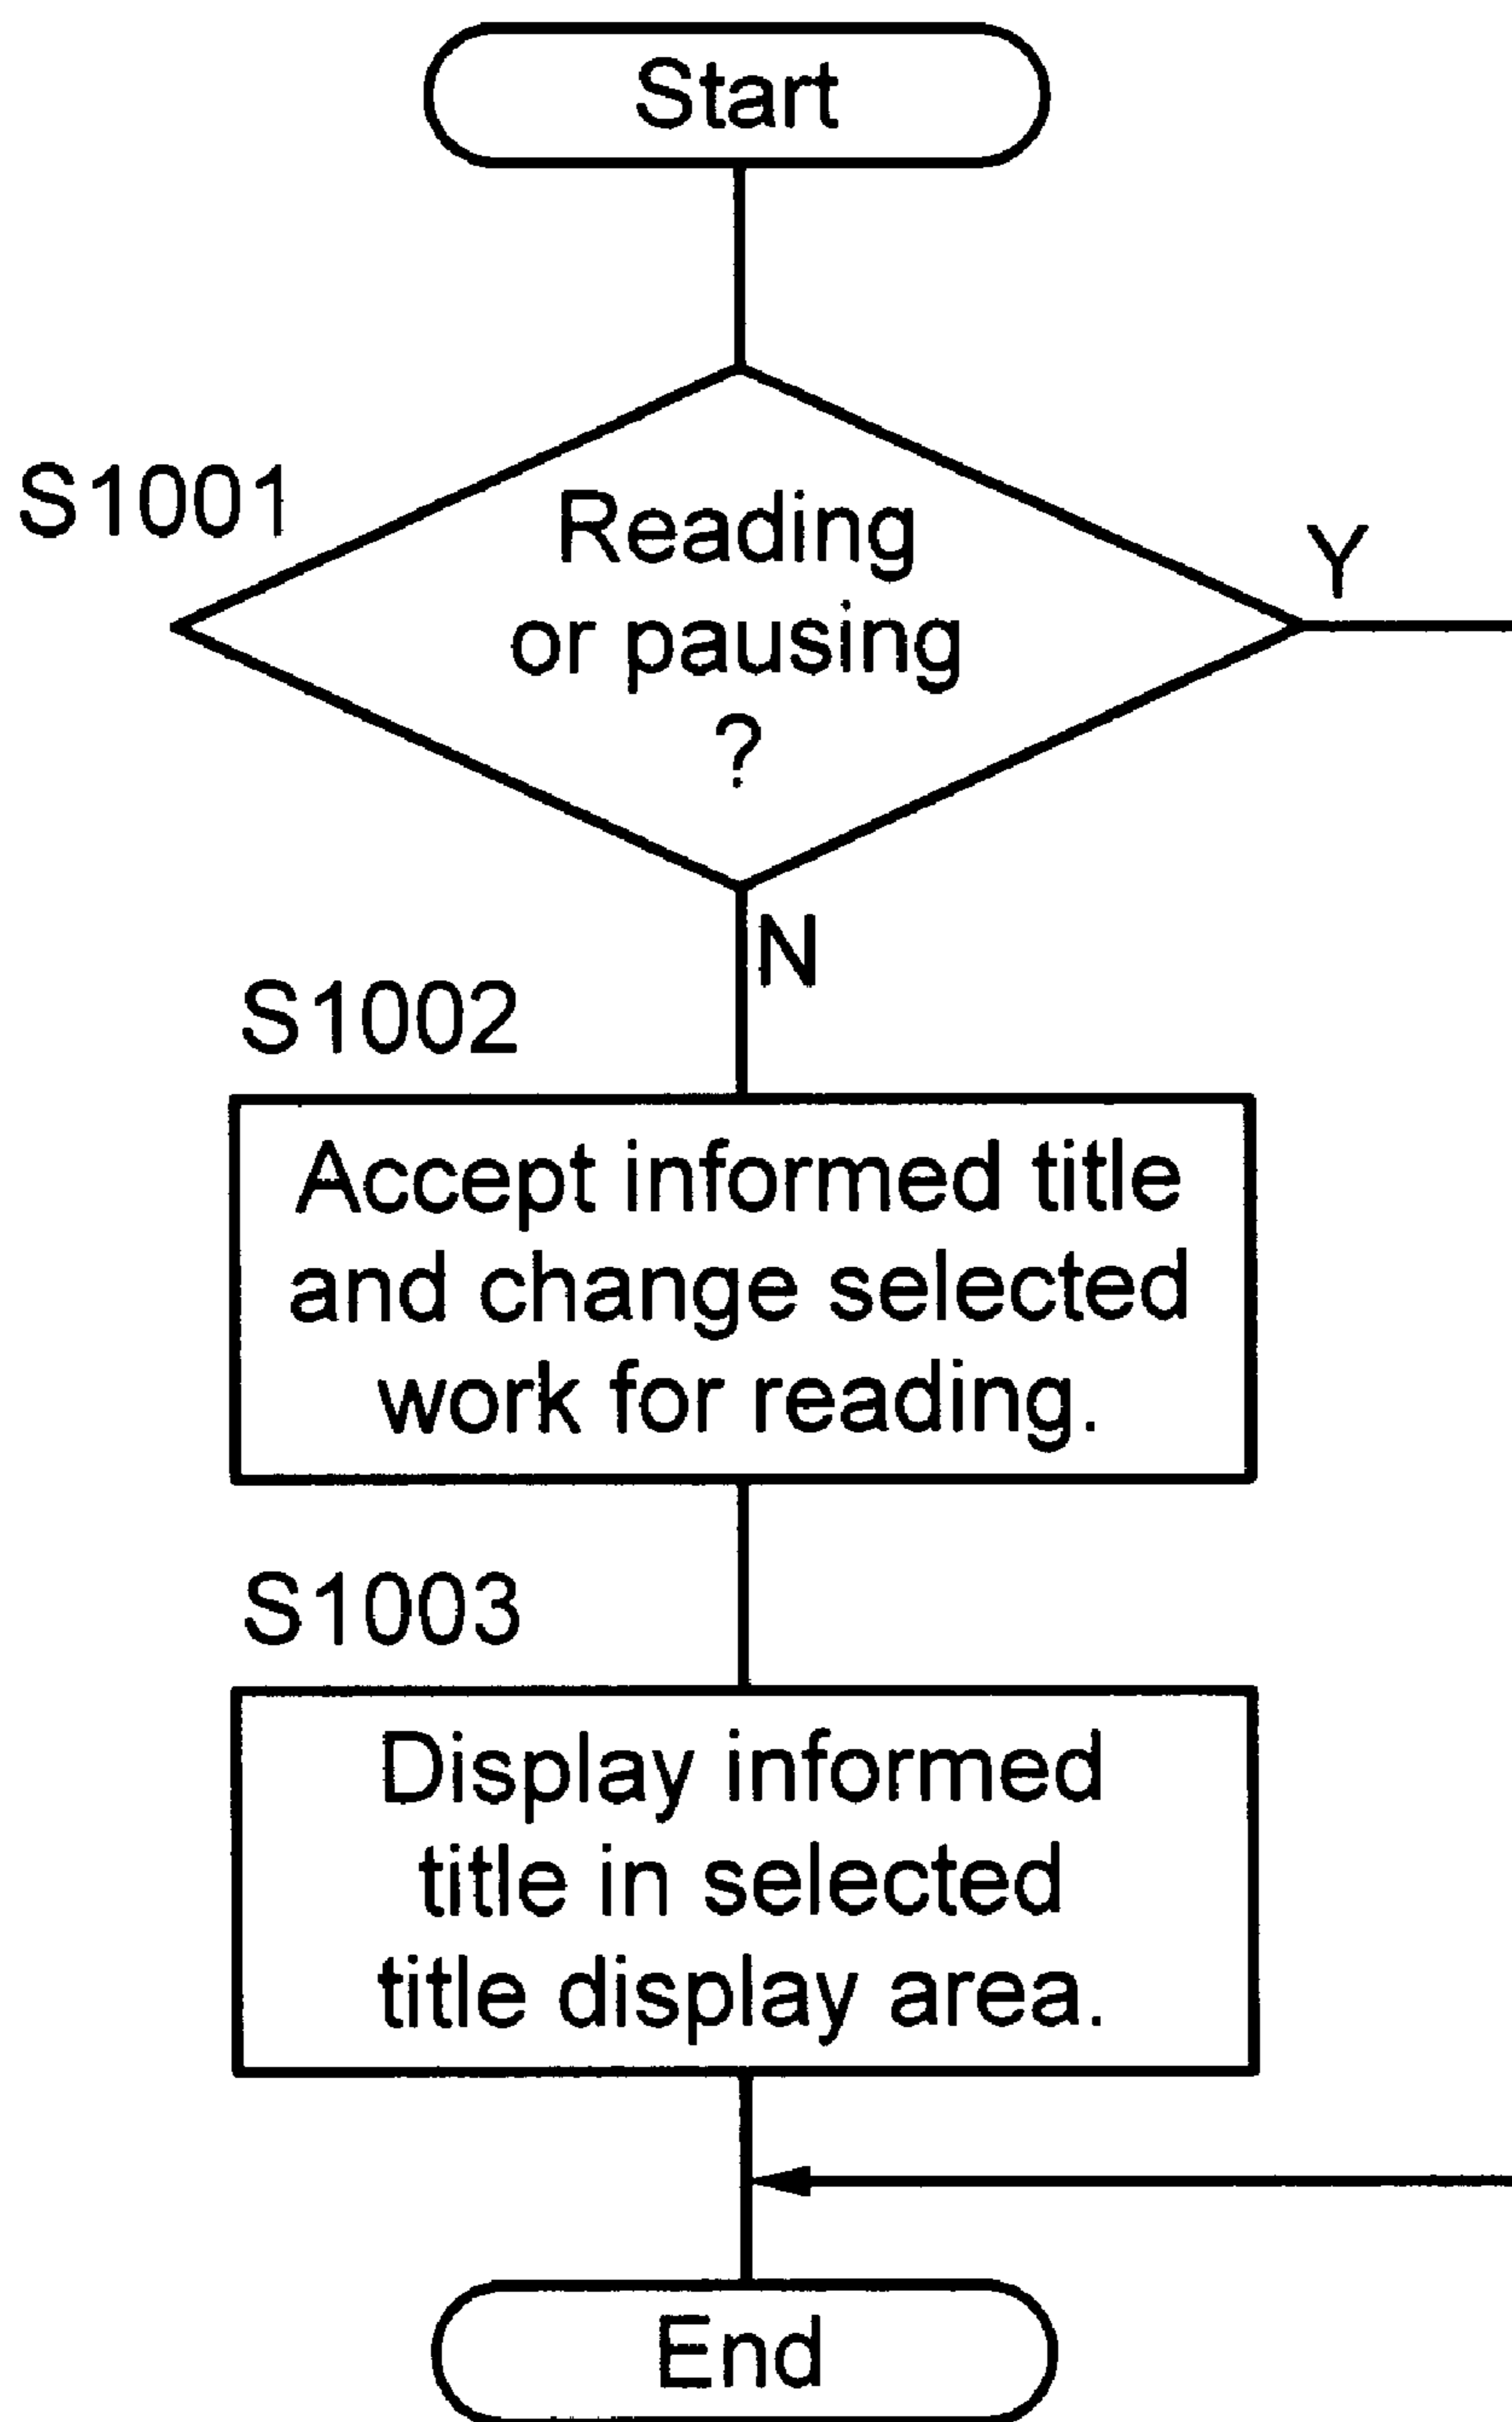 Start
S1001
Reading
or pausing
?
Y
N
S1002
Accept informed title
and change selected
work for reading.
S1003
Display informed
title in selected
title display area.
End